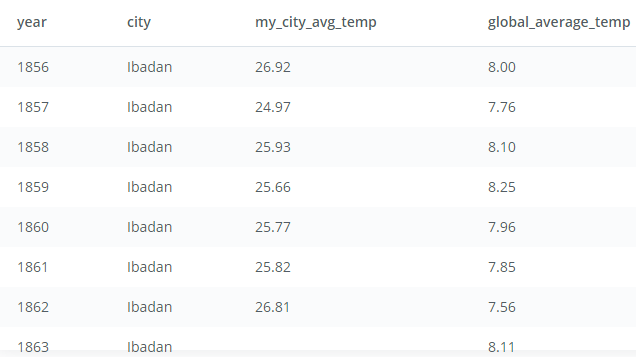 year city my_city_avg_temp global_average_temp
1856 Ibadan 26.92 8.00
1857 Ibadan 24.97 7.76
1858 Ibadan 25.93 8.10
1859 Ibadan 25.66 8.25
1860 Ibadan 25.77 7.96
1861 Ibadan 25.82 7.85
1862 Ibadan 26.81 7.56
1863 Ibadan 8.11